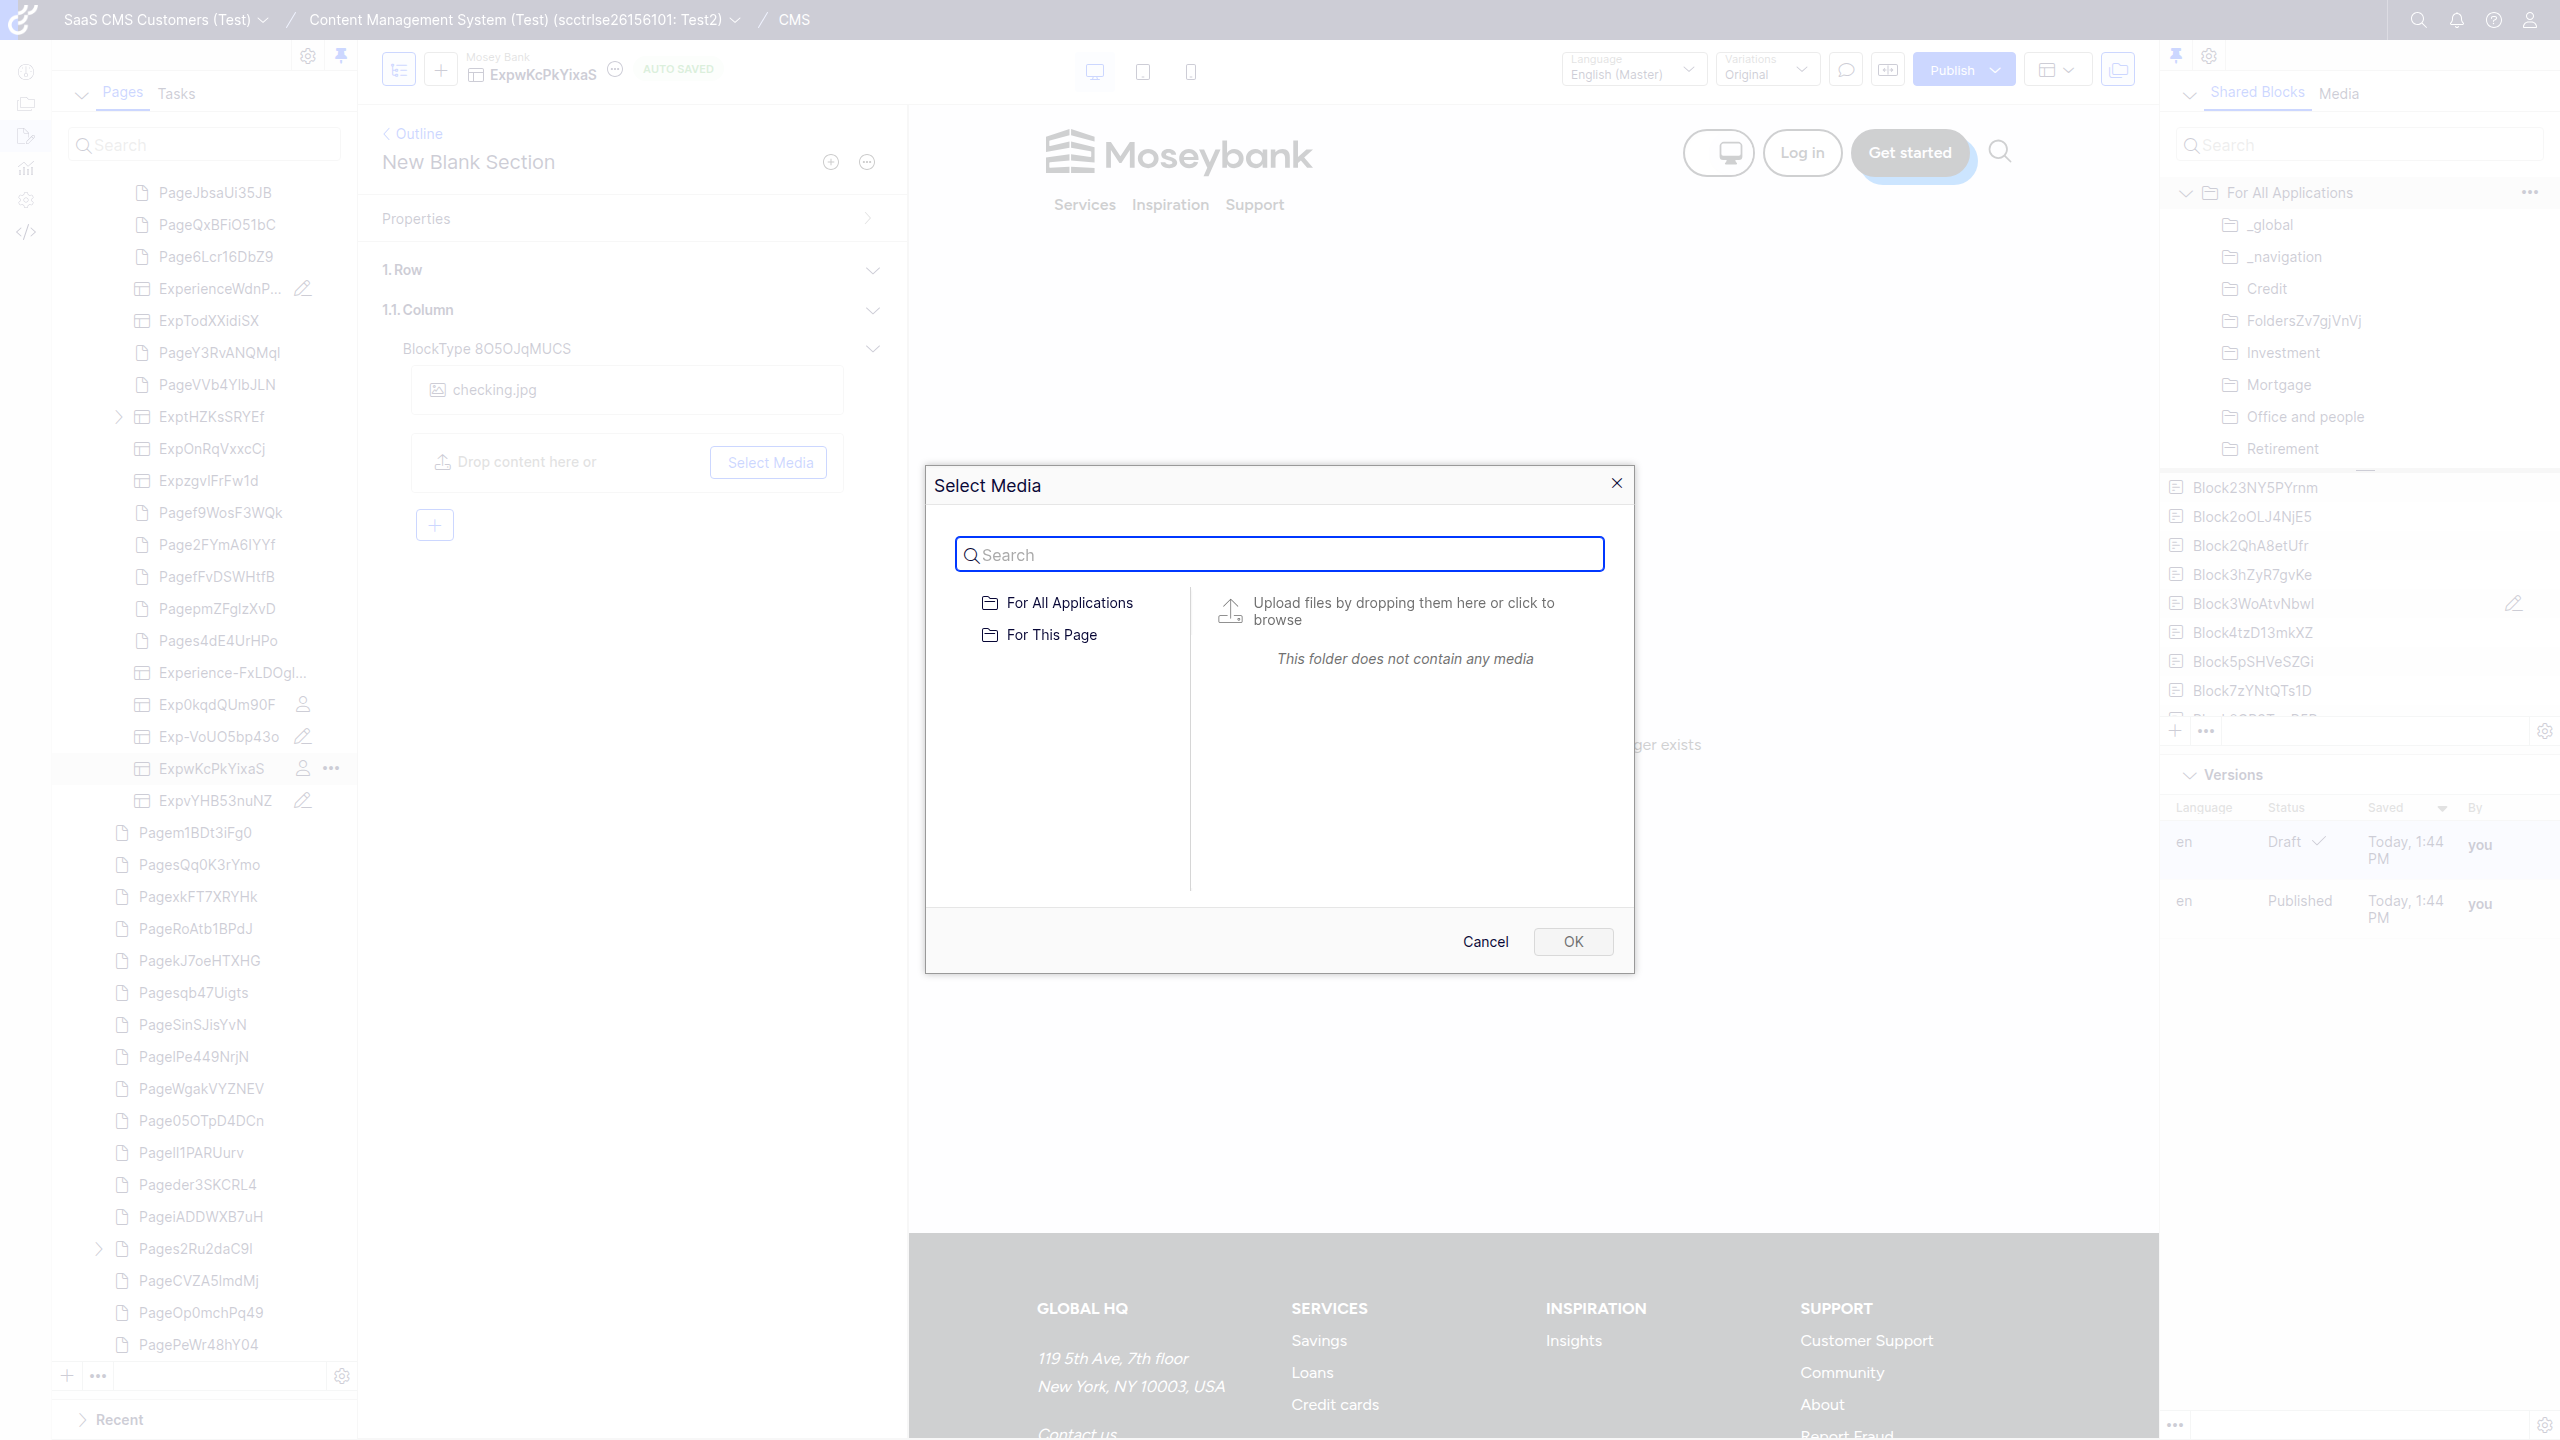 SaaS CMS Customers (Test) / Content Management System (Test) (scctrlse26156101: Test2) / CMS
Pages Tasks
Search
PageJbsaUi35JB
PageQxBFiO51bC
Page6Lcr16DbZ9
ExperienceWdnP...
ExpTodXXidiSX
PageY3RvANQMql
PageVVb4YlbJLN
ExptHZKsSRYEf
ExpOnRqVxxcCj
ExpzgvIFrFw1d
Pagef9WosF3WQk
Page2FYmA6IYYf
PagefFvDSWHtfB
PagepmZFglzXvD
Pages4dE4UrHPo
Experience-FxLDOgl...
Exp0kqdQUm90F
Exp-VoUO5bp43o
ExpwKcPkYixaS
ExpvYHB53nuNZ
Pagem1BDt3iFg0
PagesQq0K3rYmo
PagexkFT7XRYHk
PageRoAtb1BPdJ
PagekJ7oeHTXHG
Pagesqb47Uigts
PageSinSJisYvN
PagelPe449NrjN
PageWgakVYZNEV
Page05OTpD4DCn
PageIl1PARUurv
Pageder3SKCRL4
PageiADDWXB7uH
Pages2Ru2daC9l
PageCVZA5lmdMj
PageOp0mchPq49
PagePeWr48hY04
Recent
Mosey Bank
ExpwKcPkYixaS
AUTO SAVED
Language
English (Master)
Variations
Original
Publish
Outline
New Blank Section
Properties
1. Row
1.1. Column
BlockType 8O5OJqMUCS
checking.jpg
Drop content here or
Select Media
Moseybank
Log in
Get started
Services Inspiration Support
Select Media
Search
For All Applications
For This Page
Upload files by dropping them here or click to
browse
This folder does not contain any media
Cancel
OK
ger exists
GLOBAL HQ
119 5th Ave, 7th floor
New York, NY 10003, USA
Contact us
SERVICES
Savings
Loans
Credit cards
INSPIRATION
Insights
SUPPORT
Customer Support
Community
About
Report Fraud
Shared Blocks Media
Search
For All Applications
_global
_navigation
Credit
FoldersZv7gjVnVj
Investment
Mortgage
Office and people
Retirement
Block23NY5PYrnm
Block2oOLJ4NjE5
Block2QhA8etUfr
Block3hZyR7gvKe
Block3WoAtvNbwl
Block4tzD13mkXZ
Block5pSHVeSZGi
Block7zYNtQTs1D
Versions
Language Status Saved By
en Draft Today, 1:44 PM you
en Published Today, 1:44 PM you